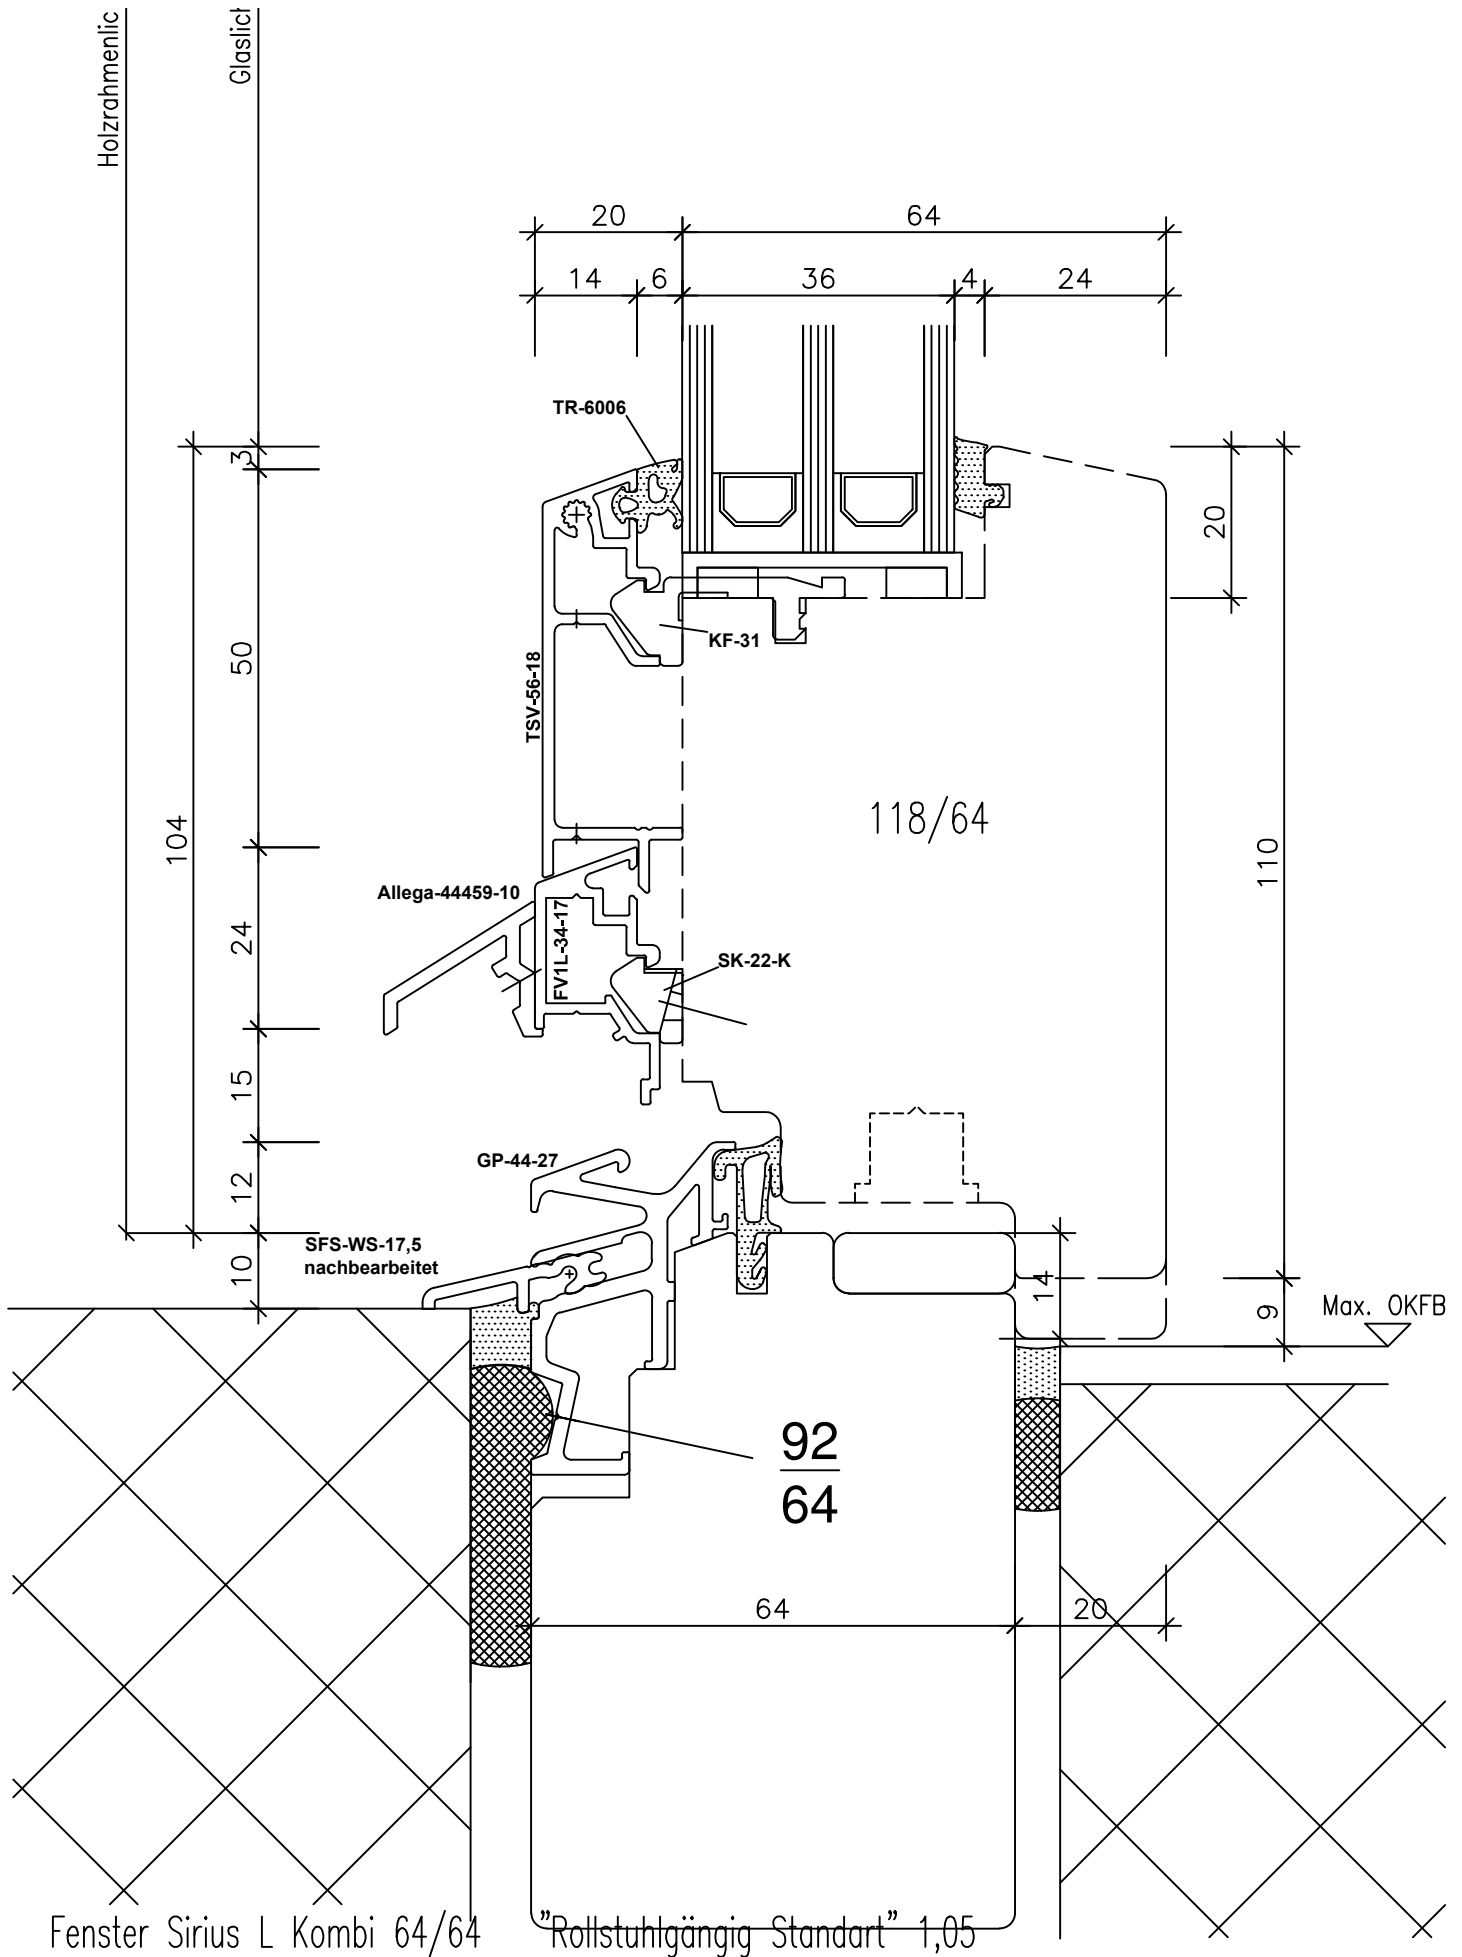 Holzrahmenlic
Glaslicl
20
64
14
6
36
4
24
TR-6006
3
20
50
KF-31
TSV-56-18
118/64
104
110
Allega-44459-10
24
FV1L-34-17
SK-22-K
15
GP-44-27
12
SFS-WS-17,5
nachbearbeitet
10
14
9
Max. OKFB
92
64
64
20
Fenster Sirius L Kombi 64/64 "Rollstuhlgängig Standart" 1,05